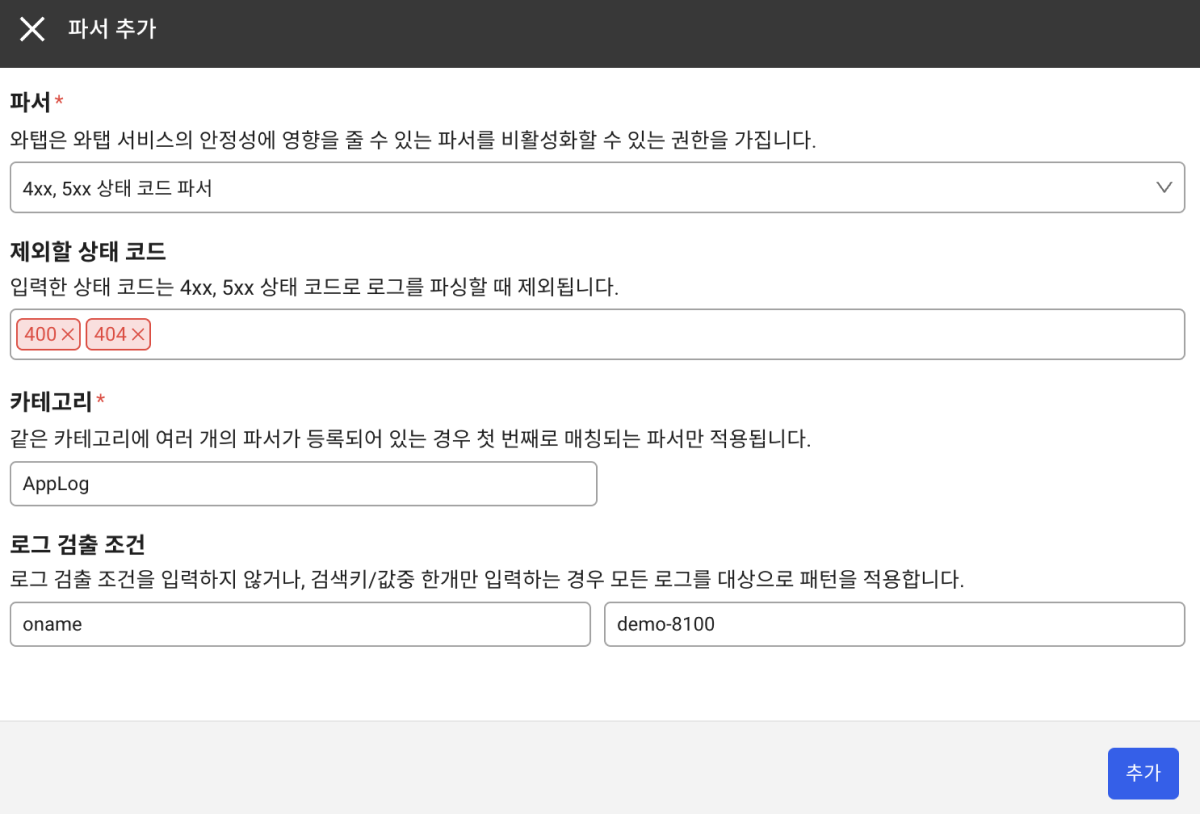 파서 추가
파서*
와탭은 와탭 서비스의 안정성에 영향을 줄 수 있는 파서를 비활성화할 수 있는 권한을 가집니다.
4xx, 5xx 상태 코드 파서
제외할 상태 코드
입력한 상태 코드는 4xx, 5xx 상태 코드로 로그를 파싱할 때 제외됩니다.
400 404
카테고리*
같은 카테고리에 여러 개의 파서가 등록되어 있는 경우 첫 번째로 매칭되는 파서만 적용됩니다.
AppLog
로그 검출 조건
로그 검출 조건을 입력하지 않거나, 검색키/값중 한개만 입력하는 경우 모든 로그를 대상으로 패턴을 적용합니다.
oname demo-8100
추가